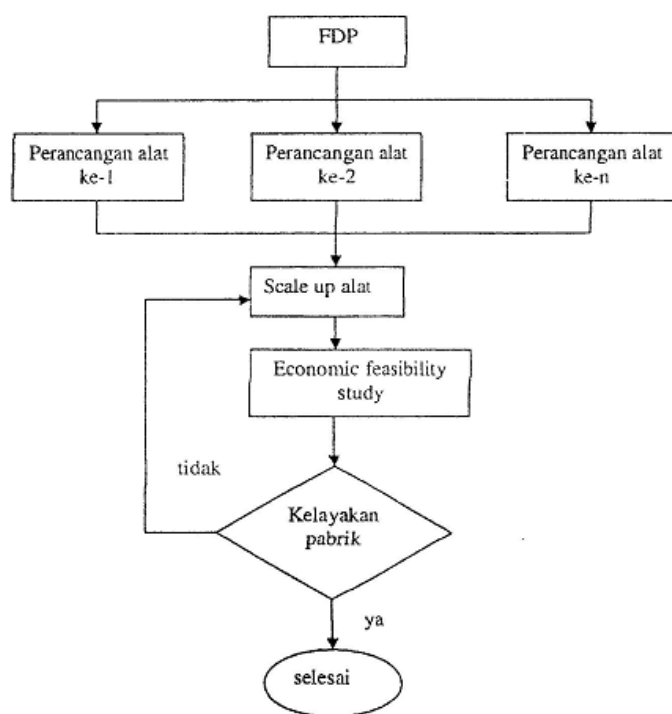 FDP
Perancangan alat
ke-1
Perancangan alat
ke-2
Perancangan alat
ke-n
Scale up alat
Economic feasibility
study
tidak
Kelayakan
pabrik
ya
selesai